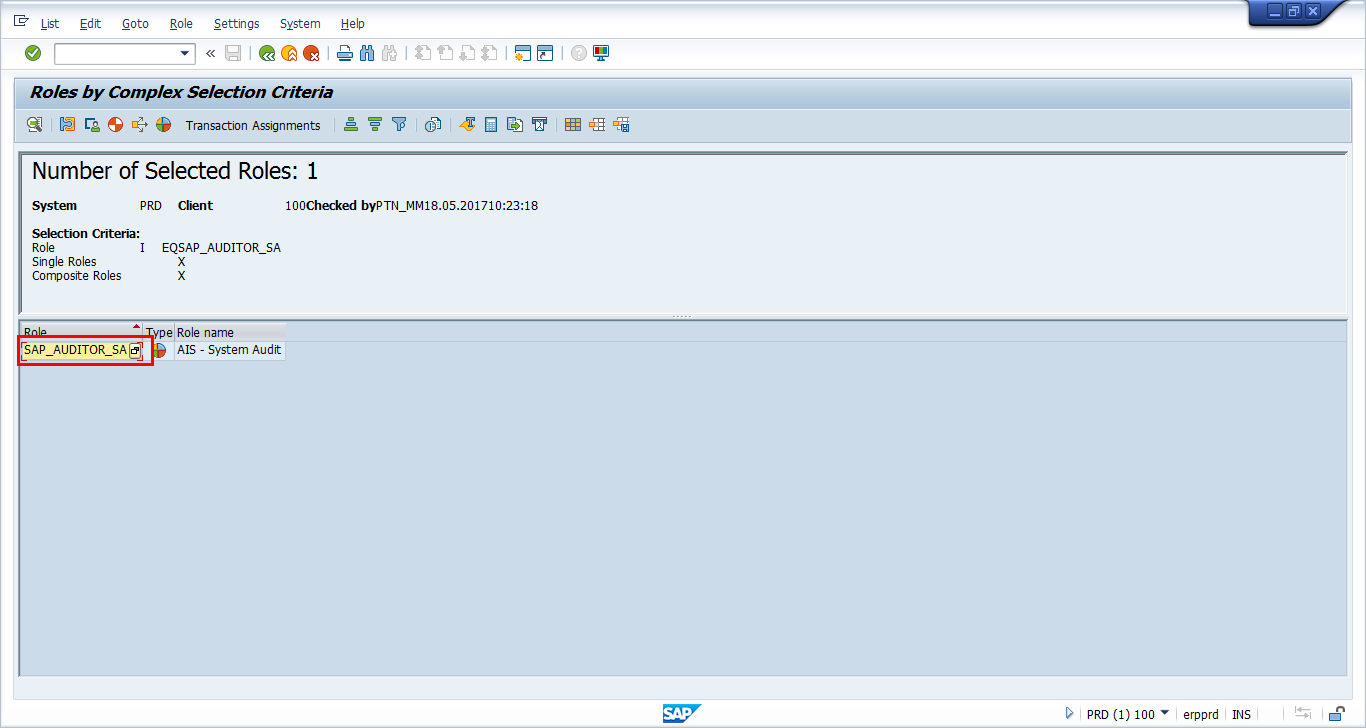 List Edit Goto Role Settings System Help
Roles by Complex Selection Criteria
Transaction Assignments
Number of Selected Roles: 1
System PRD Client 100Checked byPTN_MM18.05.201710:23:18
Selection Criteria:
Role I EQSAP_AUDITOR_SA
Single Roles X
Composite Roles X
Role Type Role name
SAP_AUDITOR_SA AIS - System Audit
SAP PRD (1) 100 erpprd INS